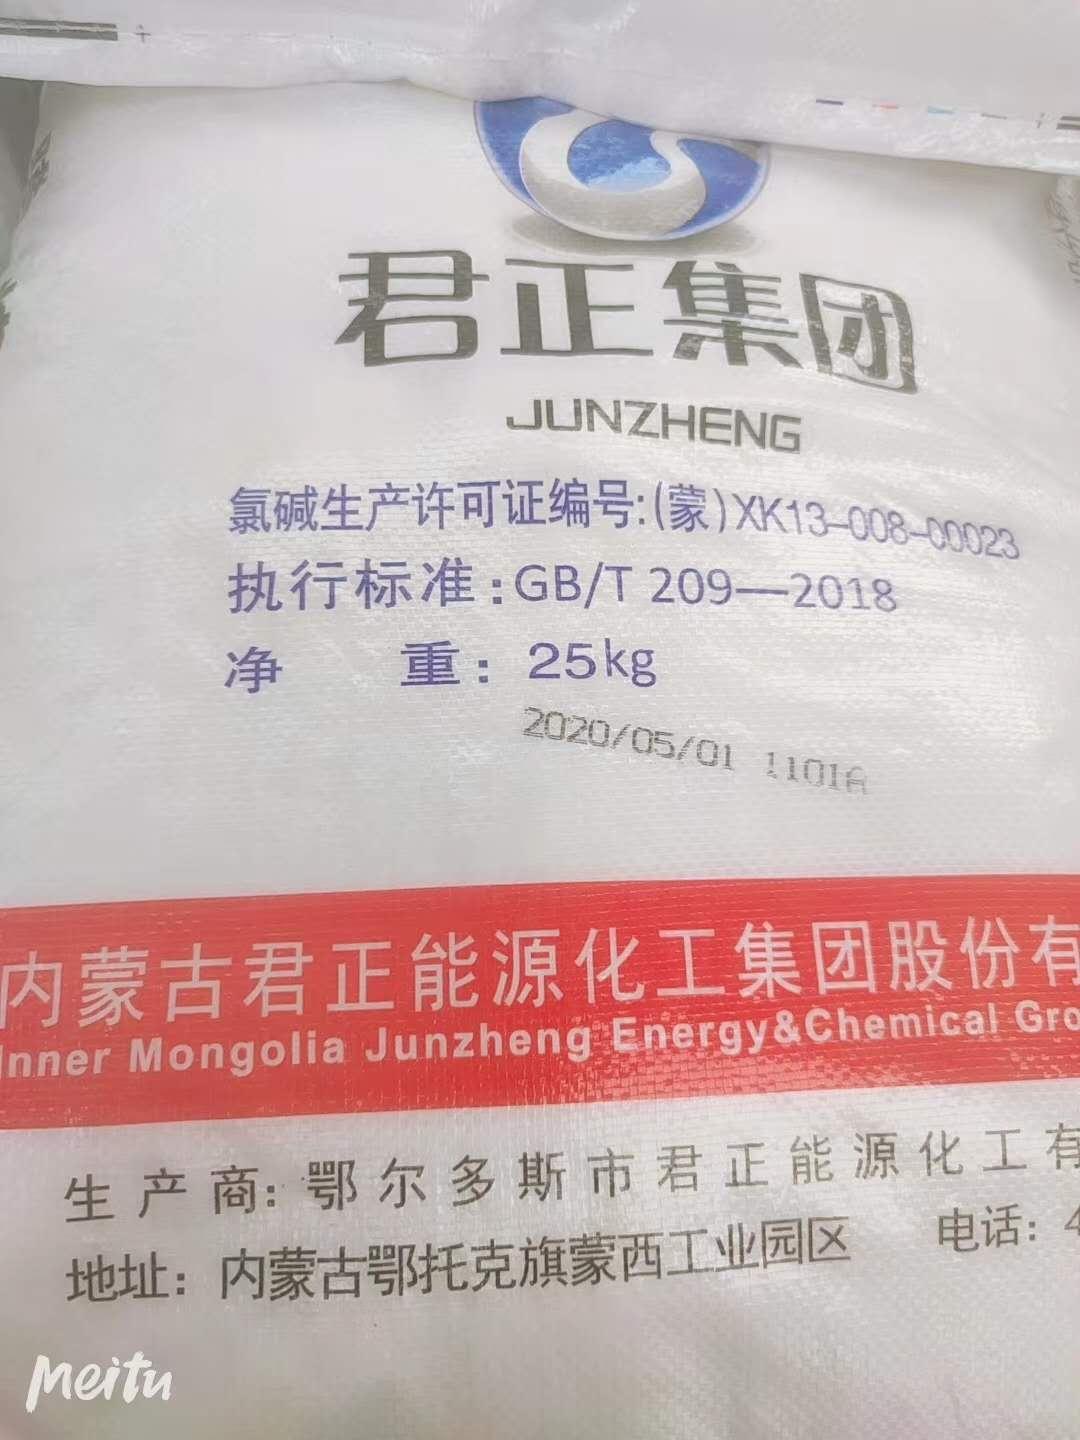 君正集团
JUNZHENG
氯碱生产许可证编号:(蒙)XK13-008-00023
执行标准:GB/T 209—2018
净 重: 25kg
2020/05/01 1101A
内蒙古君正能源化工集团股份有
Inner Mongolia Junzheng Energy&Chemical Gro
生产商:鄂尔多斯市君正能源化工有
地址: 内蒙古鄂托克旗蒙西工业园区 电话: 4
Meitu